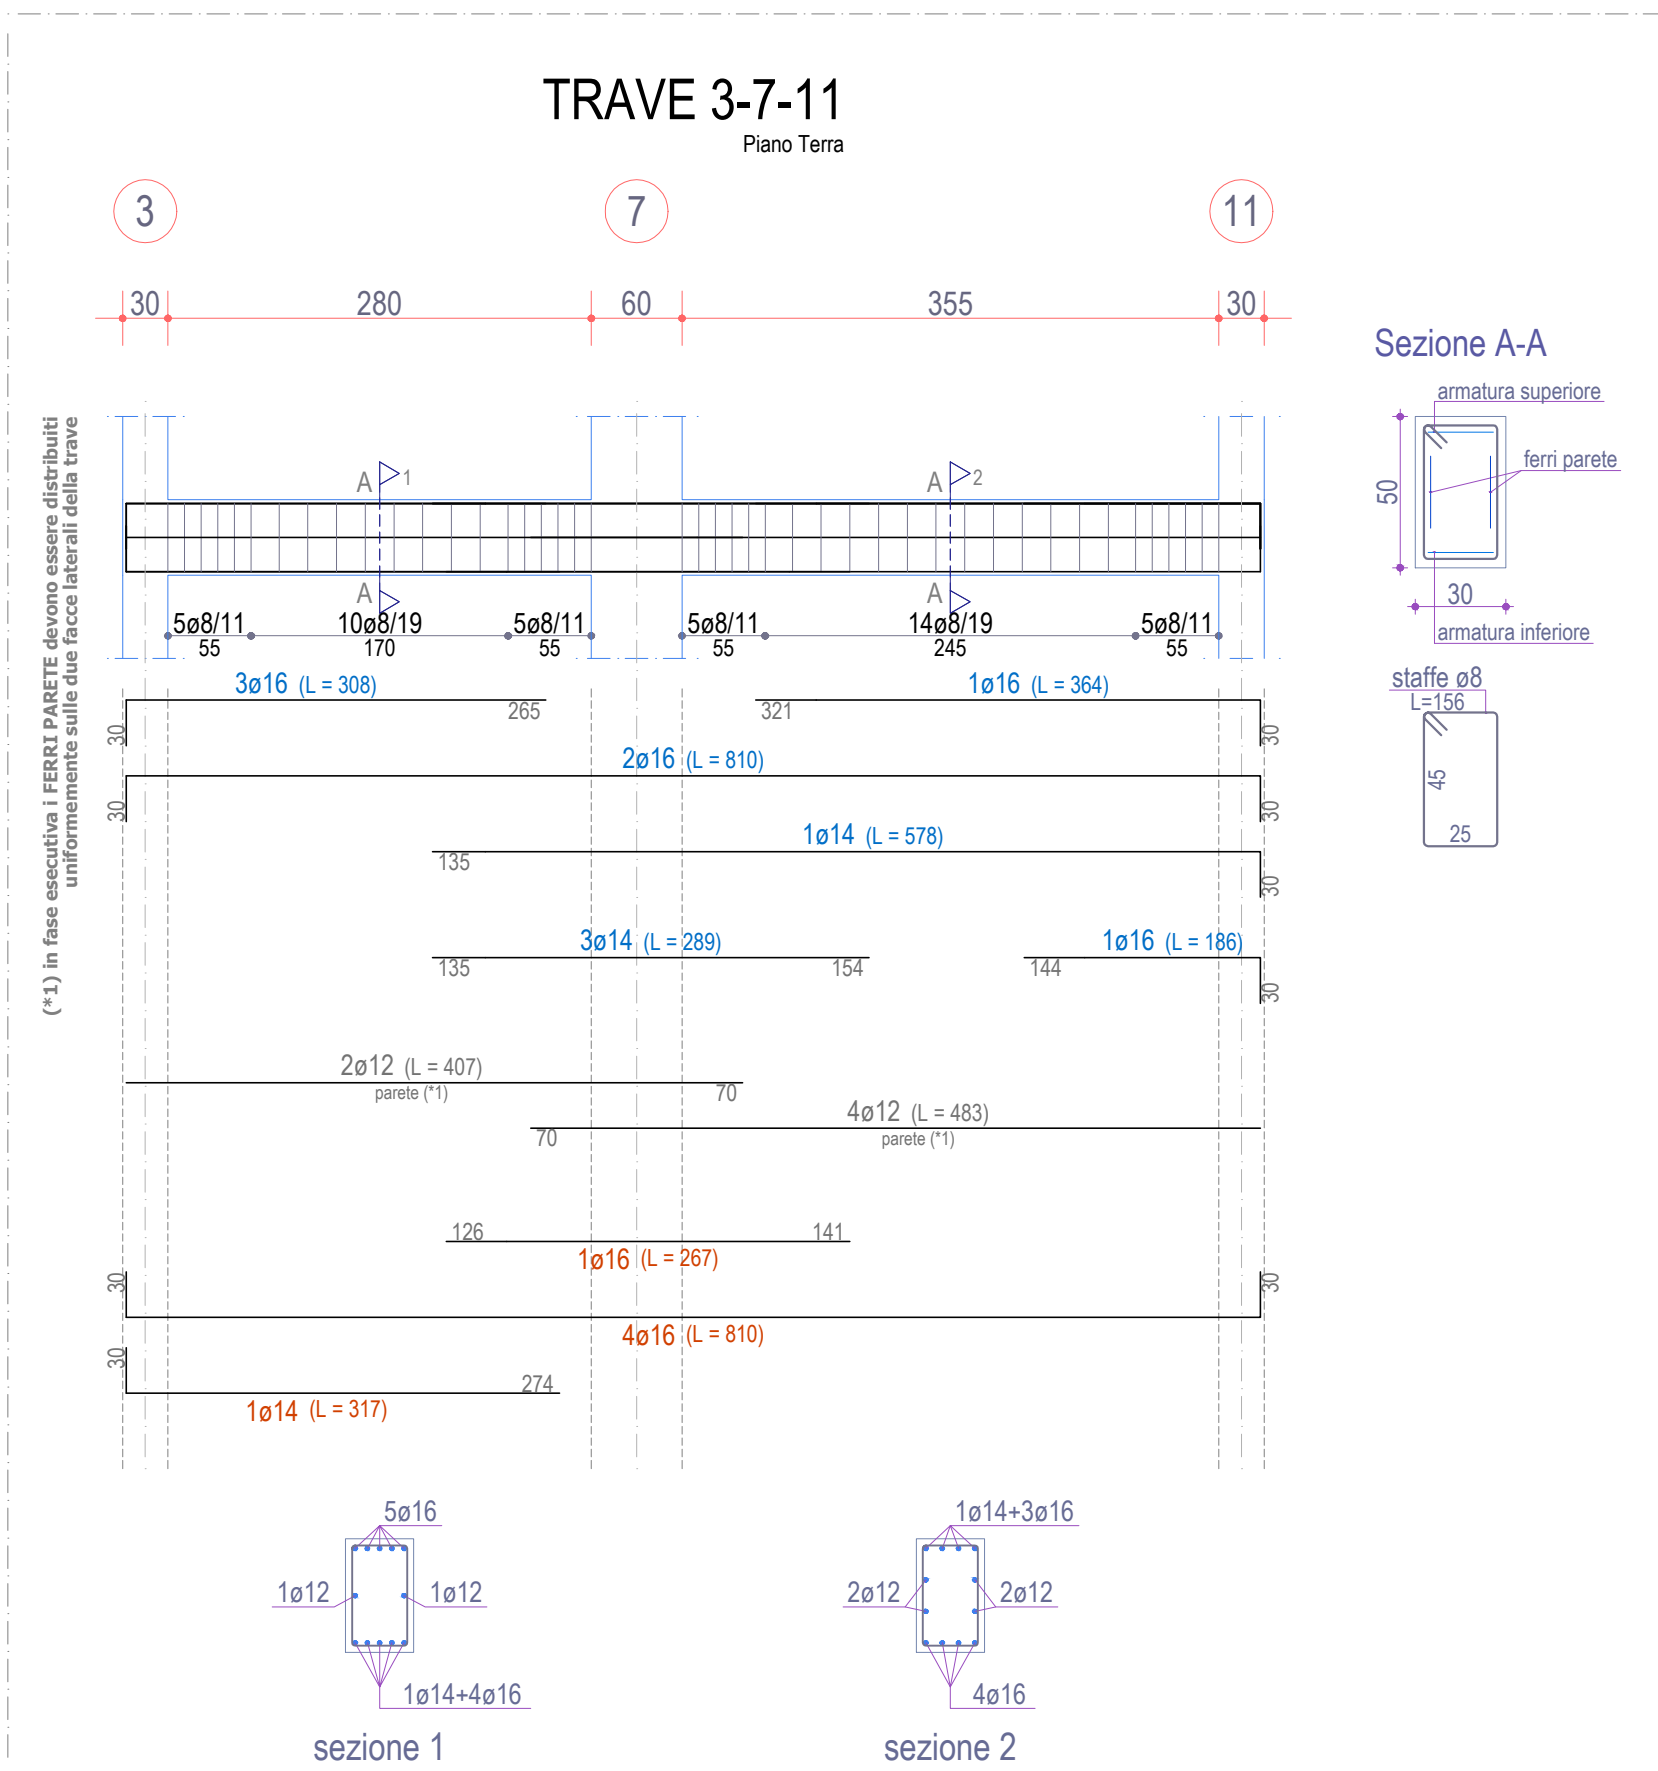 TRAVE 3-7-11
Piano Terra
3
7
11
30
280
60
355
30
(*1) in fase esecutiva i FERRI PARETE devono essere distribuiti
uniformemente sulle due facce laterali della trave
A
1
A
2
A
A
5ø8/11
10ø8/19
5ø8/11
5ø8/11
14ø8/19
5ø8/11
55
170
55
55
245
55
3ø16 (L = 308)
1ø16 (L = 364)
30
265
321
30
2ø16 (L = 810)
30
30
1ø14 (L = 578)
135
30
3ø14 (L = 289)
1ø16 (L = 186)
135
154
144
30
2ø12 (L = 407)
parete (*1)
70
4ø12 (L = 483)
70
parete (*1)
126
141
1ø16 (L = 267)
30
30
4ø16 (L = 810)
30
274
1ø14 (L = 317)
5ø16
1ø12
1ø12
1ø14+4ø16
sezione 1
1ø14+3ø16
2ø12
2ø12
4ø16
sezione 2
Sezione A-A
armatura superiore
ferri parete
50
30
armatura inferiore
staffe ø8
L=156
45
25